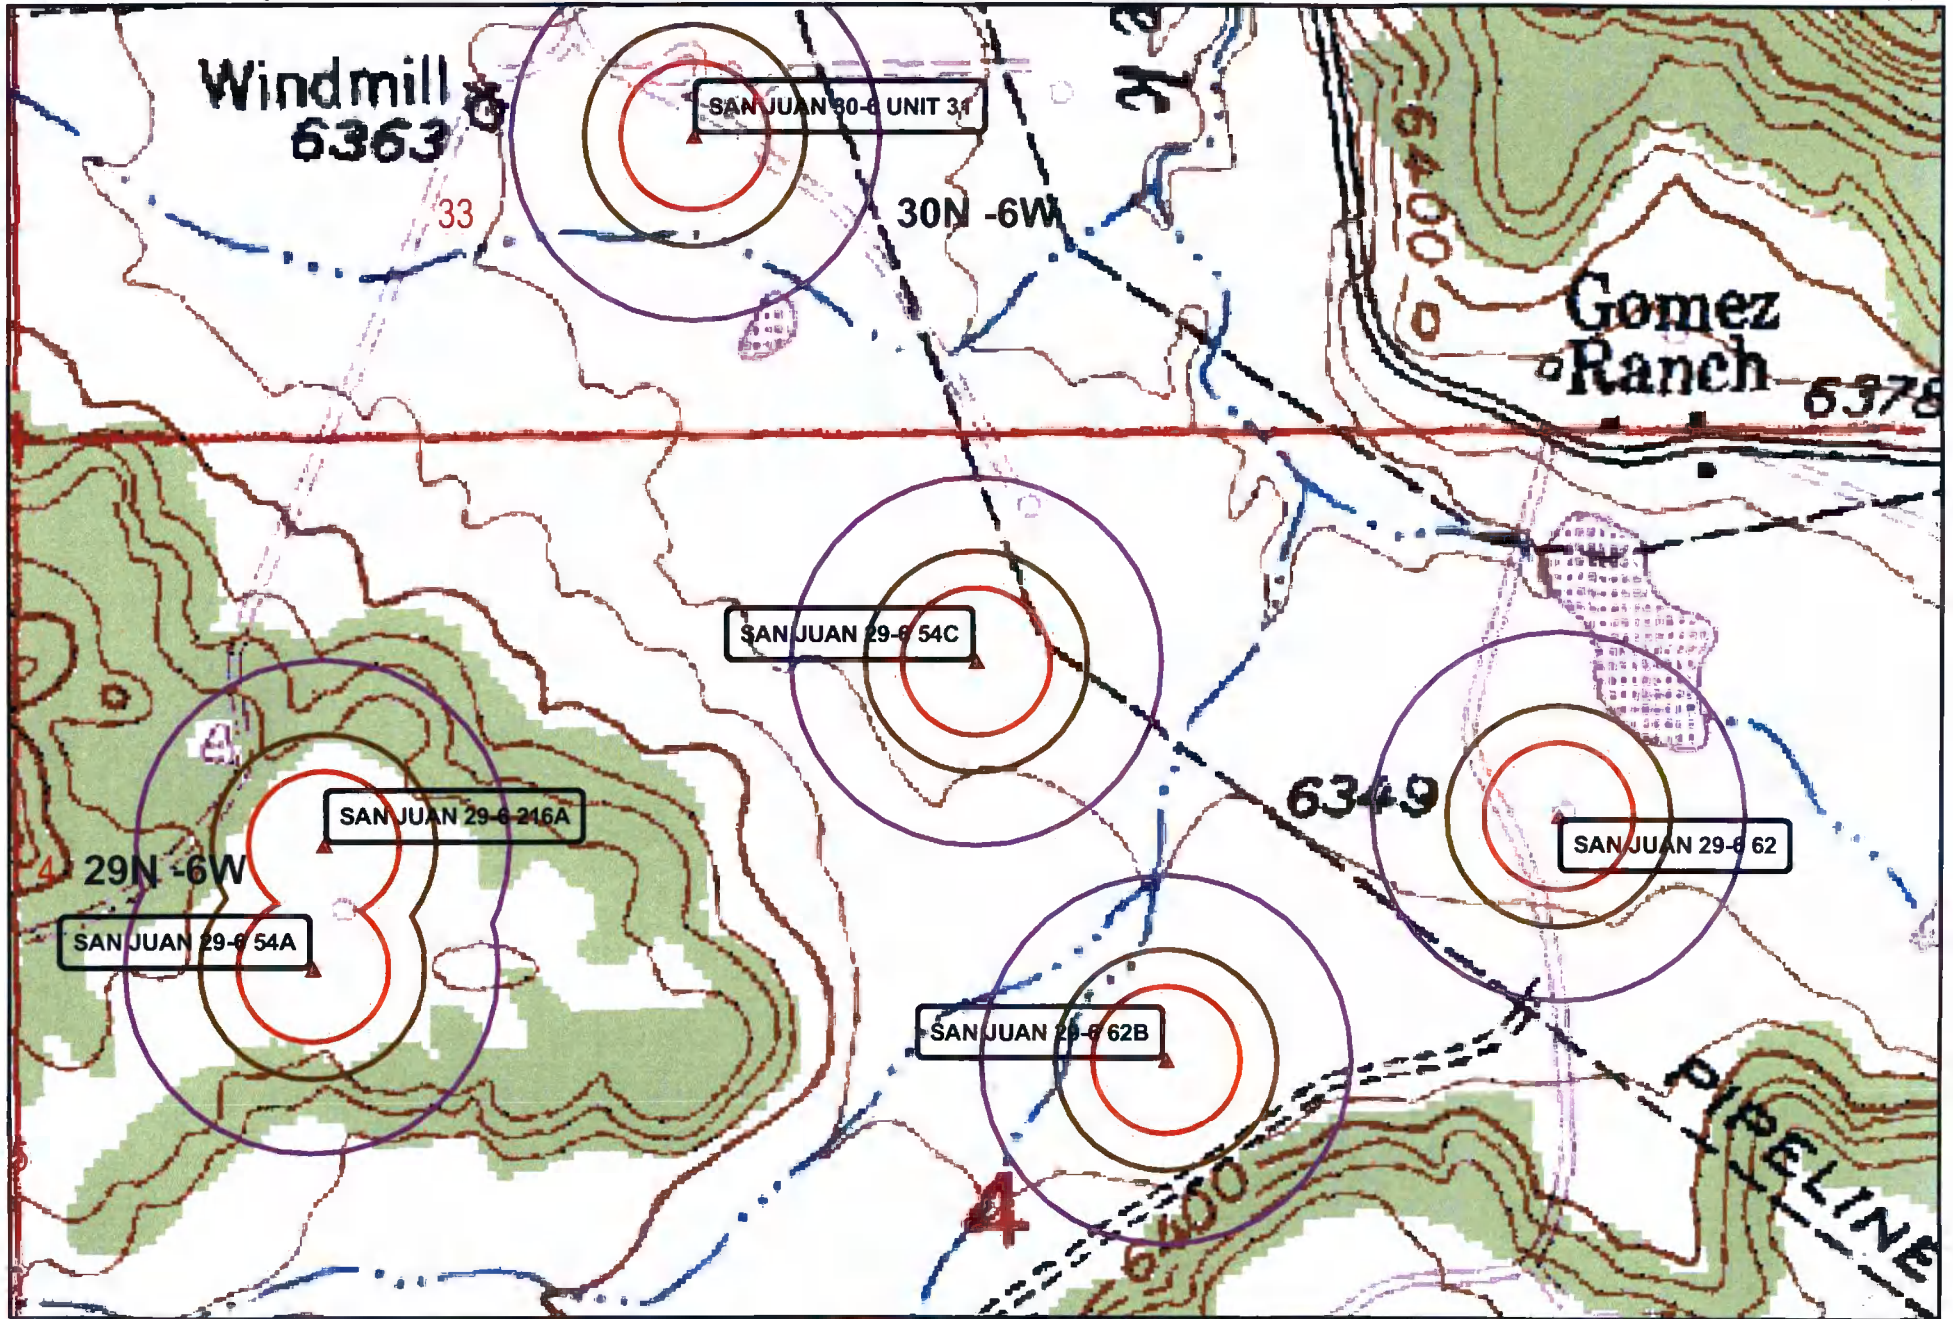 Windmill
6363
SAN JUAN 30-6 UNIT 31
33
30N -6W
6400
Gomez
Ranch
6378
SAN JUAN 29-6 54C
4
SAN JUAN 29-6 216A
6349
SAN JUAN 29-6 62
4
29N -6W
SAN JUAN 29-6 54A
SAN JUAN 29-6 62B
PIPELINE
4
6400